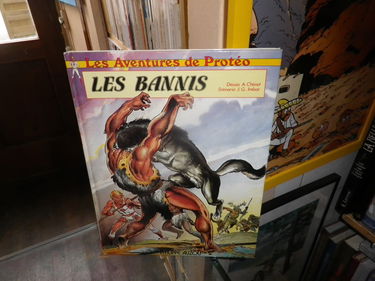 Les Aventures de Protéo
LES BANNIS
Dessin A. Chéret
Scénario J.G. Imbar